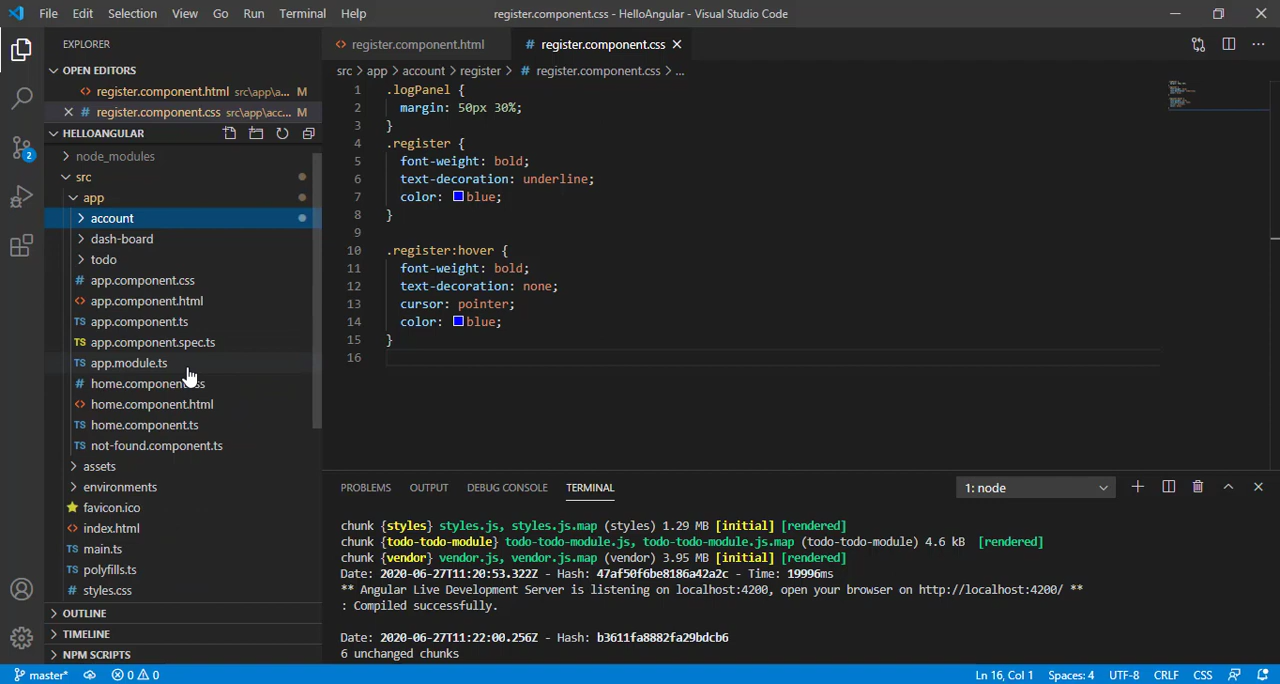 File Edit Selection View Go Run Terminal Help register.component.css - HelloAngular - Visual Studio Code
EXPLORER
OPEN EDITORS
register.component.html src\app\a... M
register.component.css src\app\acc... M
HELLOANGULAR
node_modules
src
app
account
dash-board
todo
app.component.css
app.component.html
app.component.ts
app.component.spec.ts
app.module.ts
home.component.css
home.component.html
home.component.ts
not-found.component.ts
assets
environments
favicon.ico
index.html
main.ts
polyfills.ts
styles.css
OUTLINE
TIMELINE
NPM SCRIPTS
2
register.component.html register.component.css
src > app > account > register > # register.component.css > ...
1 .logPanel {
2 margin: 50px 30%;
3 }
4 .register {
5 font-weight: bold;
6 text-decoration: underline;
7 color: blue;
8 }
9
10 .register:hover {
11 font-weight: bold;
12 text-decoration: none;
13 cursor: pointer;
14 color: blue;
15 }
16
PROBLEMS OUTPUT DEBUG CONSOLE TERMINAL 1: node
chunk {styles} styles.js, styles.js.map (styles) 1.29 MB [initial] [rendered]
chunk {todo-todo-module} todo-todo-module.js, todo-todo-module.js.map (todo-todo-module) 4.6 kB [rendered]
chunk {vendor} vendor.js, vendor.js.map (vendor) 3.95 MB [initial] [rendered]
Date: 2020-06-27T11:20:53.322Z - Hash: 47af50f6be8186a42a2c - Time: 19996ms
** Angular Live Development Server is listening on localhost:4200, open your browser on http://localhost:4200/ **
: Compiled successfully.
Date: 2020-06-27T11:22:00.256Z - Hash: b3611fa8882fa29bdcb6
6 unchanged chunks
master* 0 0 Ln 16, Col 1 Spaces: 4 UTF-8 CRLF CSS